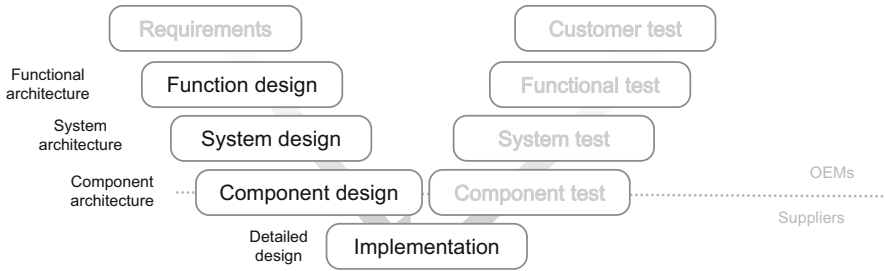 Requirements
Customer test
Functional
architecture
Function design
Functional test
System
architecture
System design
System test
Component
architecture
Component design
Component test
OEMs
Suppliers
Detailed
design
Implementation